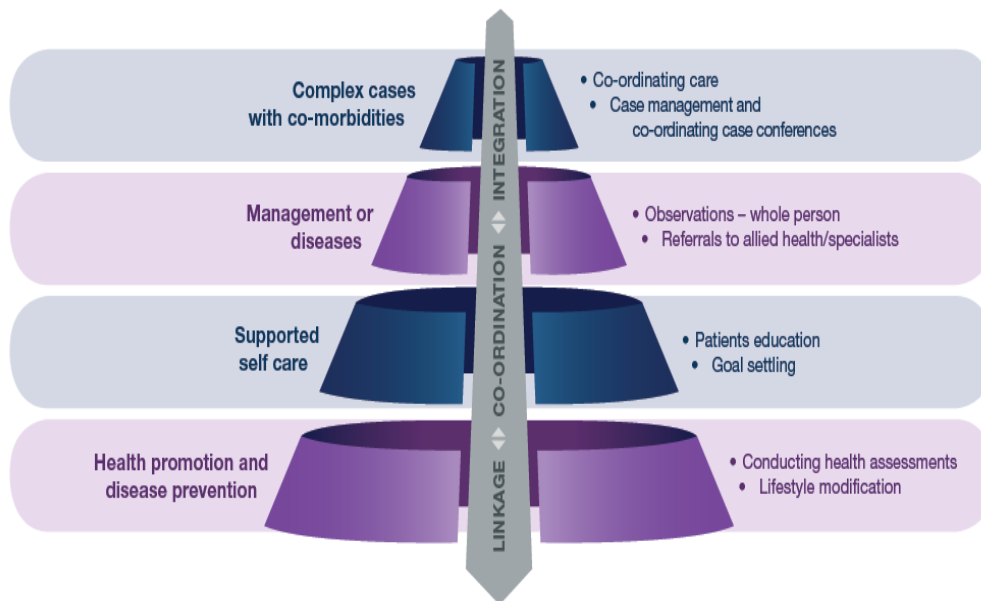 Complex cases
with co-morbidities
• Co-ordinating care
• Case management and
co-ordinating case conferences
Management or
diseases
• Observations – whole person
• Referrals to allied health/specialists
Supported
self care
• Patients education
• Goal settling
Health promotion and
disease prevention
• Conducting health assessments
• Lifestyle modification
LINKAGE CO-ORDINATION INTEGRATION